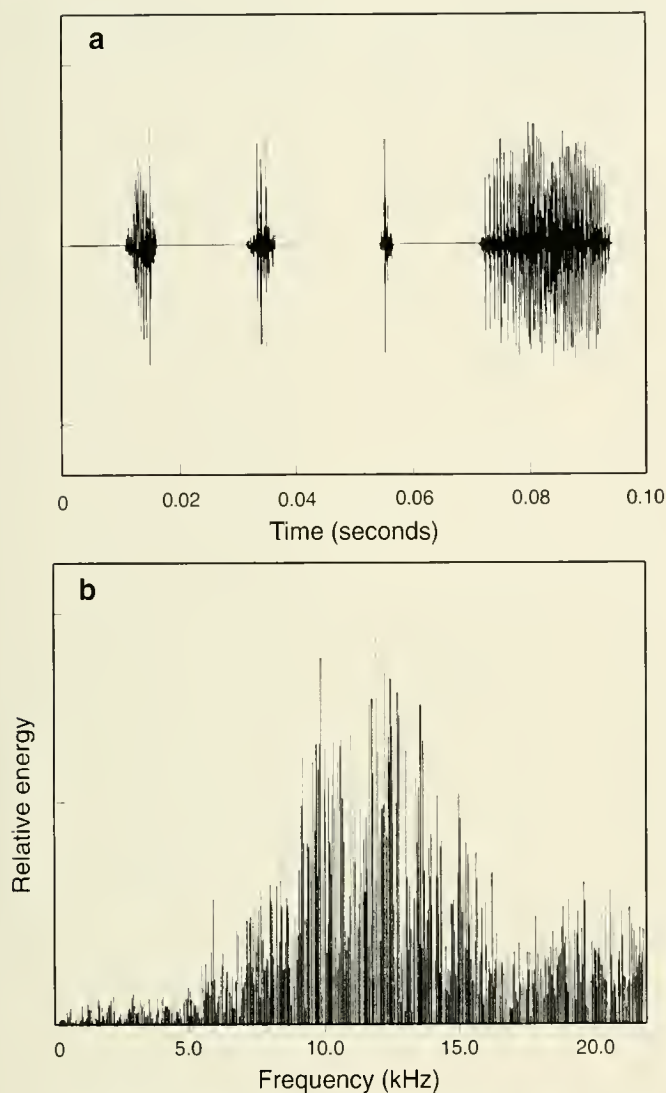 a
0 0.02 0.04 0.06 0.08 0.10
Time (seconds)
b
Relative energy
0 5.0 10.0 15.0 20.0
Frequency (kHz)